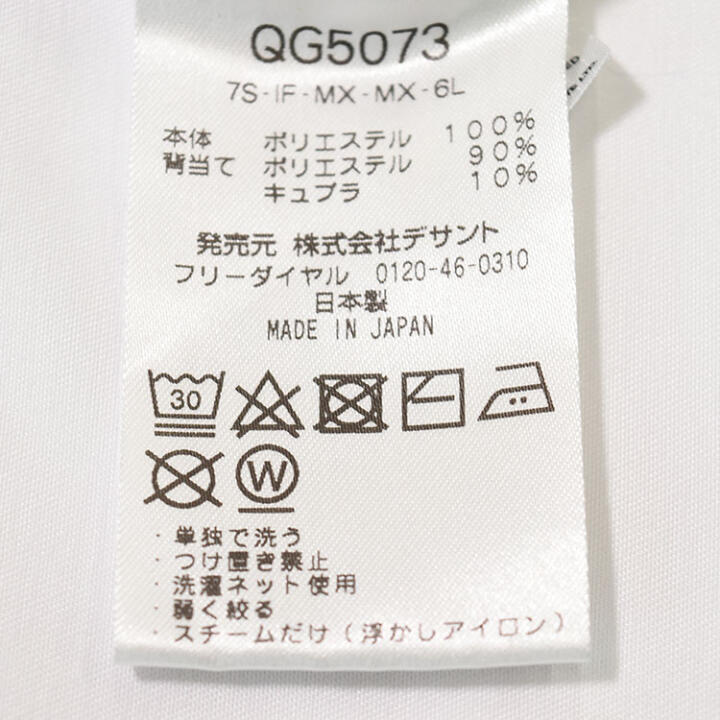 QG5073
7S-IF-MX-MX-6L
本体 ポリエステル 100%
背当て ポリエステル 90%
キュプラ 10%
発売元 株式会社デサント
フリーダイヤル 0120-46-0310
日本製
MADE IN JAPAN
30
W
・単独で洗う
・つけ置き禁止
・洗濯ネット使用
・弱く絞る
・スチームだけ(浮かしアイロン)